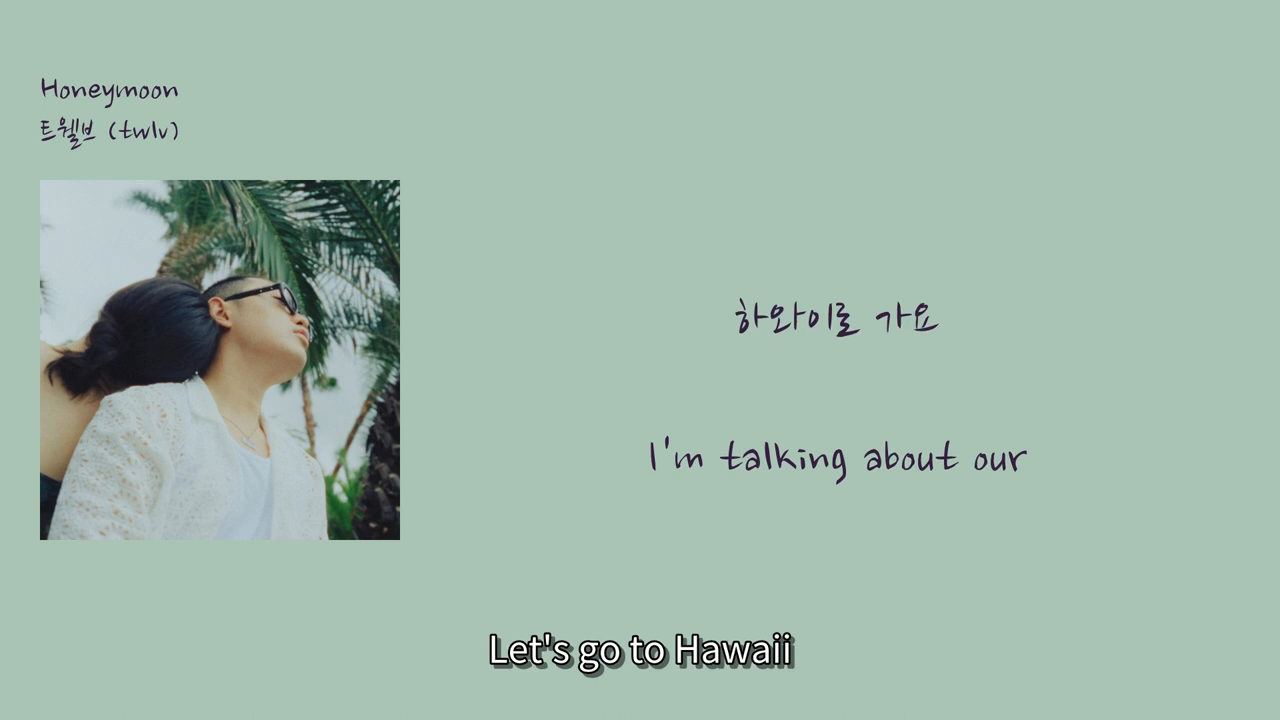 Honeymoon
트웰브 (twlv)
하와이로 가요
I'm talking about our
Let's go to Hawaii